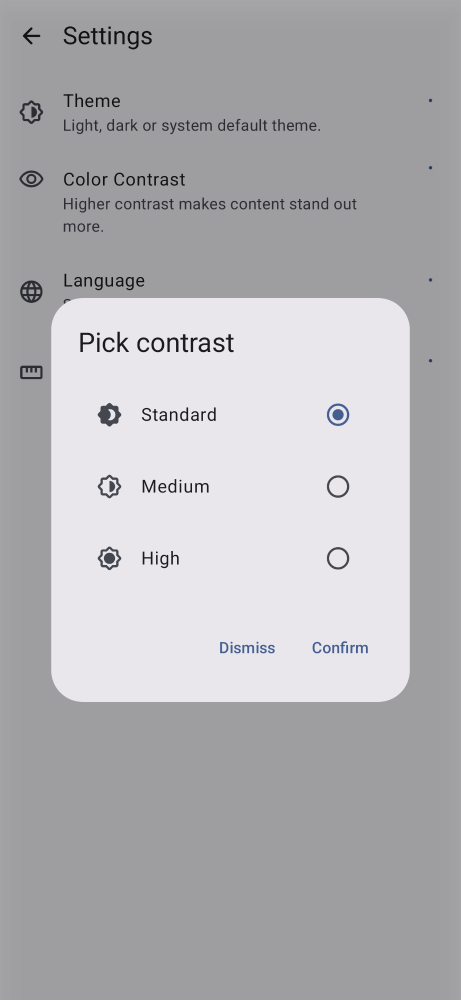 Settings
Theme
Light, dark or system default theme.
Color Contrast
Higher contrast makes content stand out
more.
Language
Pick contrast
Standard
Medium
High
Dismiss
Confirm